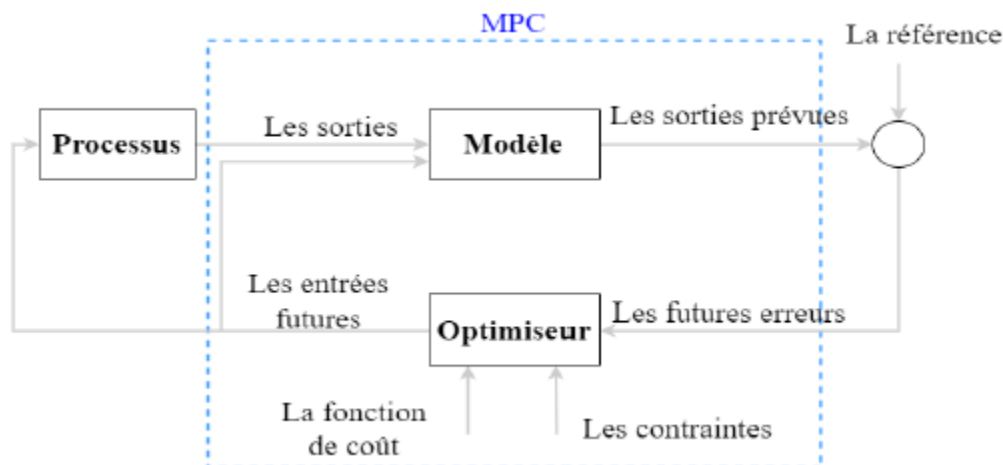 MPC
La référence
Processus
Les sorties
Modèle
Les sorties prévues
Les entrées
futures
Optimiseur
Les futures erreurs
La fonction
de coût
Les contraintes